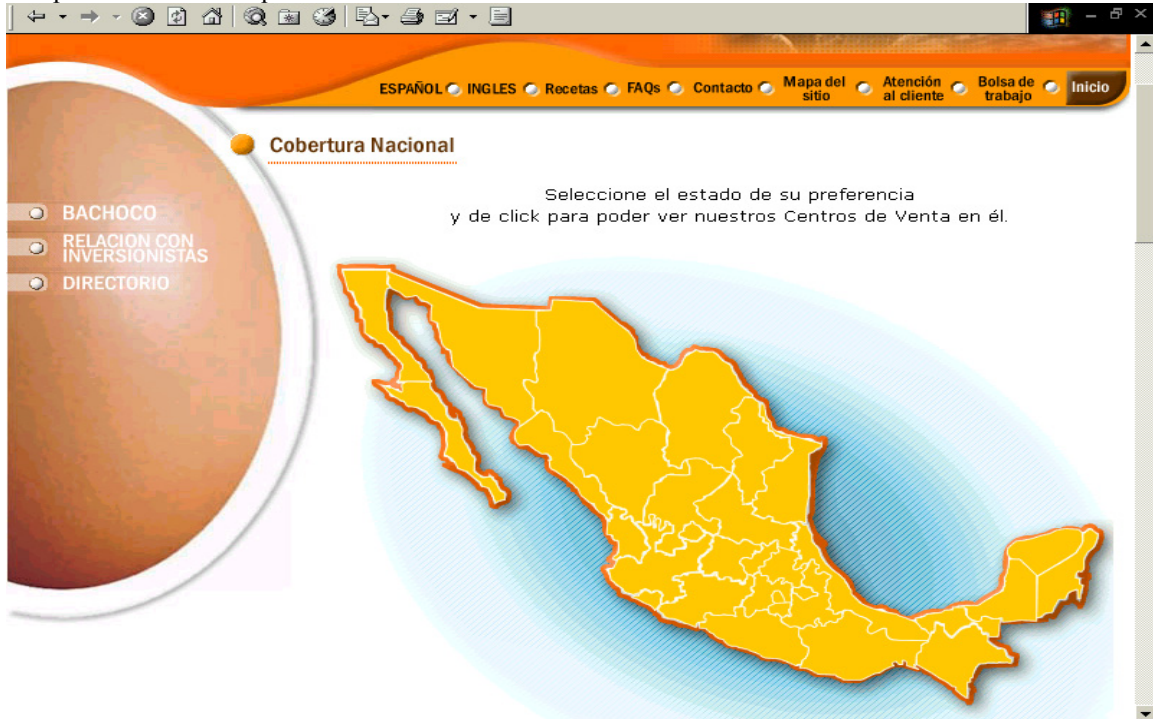 ESPAÑOL INGLES Recetas FAQs Contacto Mapa del sitio Atención al cliente Bolsa de trabajo Inicio
Cobertura Nacional
Seleccione el estado de su preferencia
y de click para poder ver nuestros Centros de Venta en él.
BACHOCO
RELACION CON
INVERSIONISTAS
DIRECTORIO